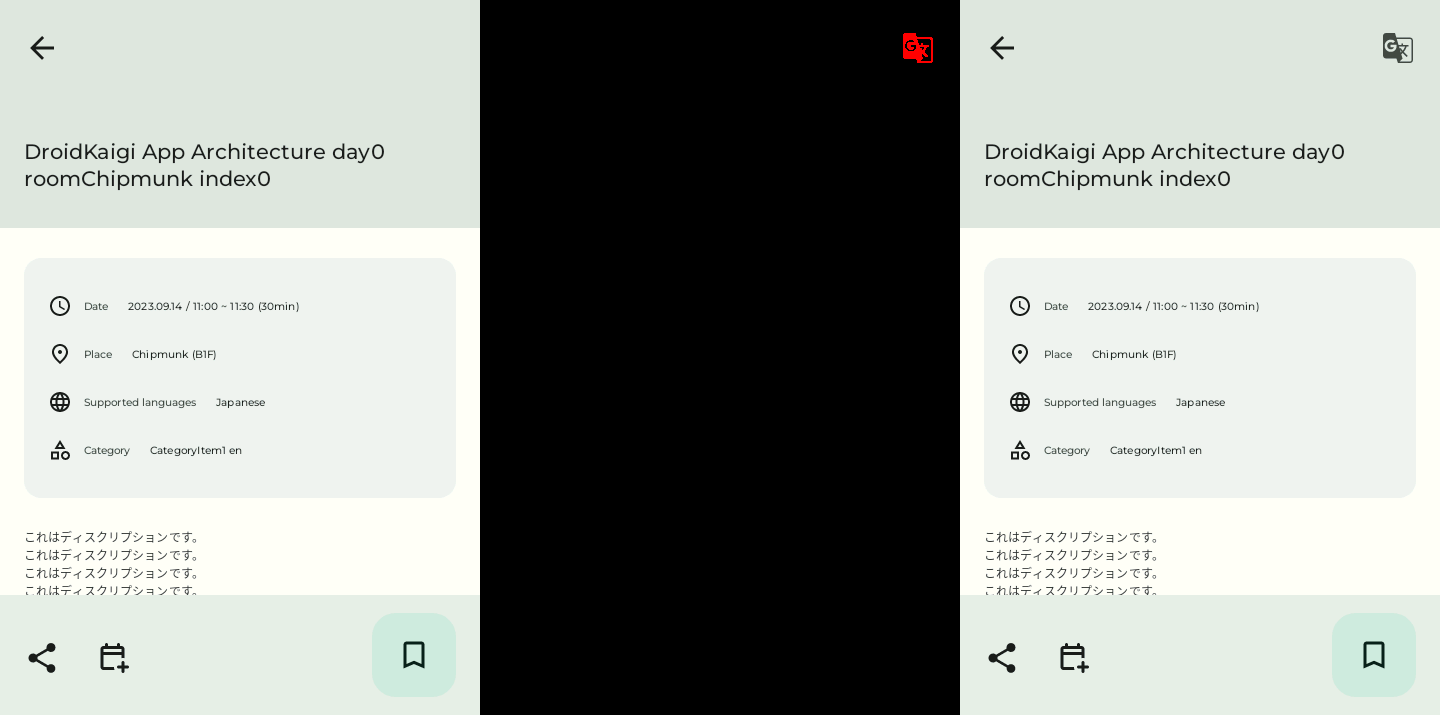 DroidKaigi App Architecture day0
roomChipmunk index0
Date 2023.09.14 / 11:00 ~ 11:30 (30min)
Place Chipmunk (B1F)
Supported languages Japanese
Category CategoryItem1 en
これはディスクリプションです。
これはディスクリプションです。
これはディスクリプションです。
これはディスクリプションです。
G文
G文
DroidKaigi App Architecture day0
roomChipmunk index0
Date 2023.09.14 / 11:00 ~ 11:30 (30min)
Place Chipmunk (B1F)
Supported languages Japanese
Category CategoryItem1 en
これはディスクリプションです。
これはディスクリプションです。
これはディスクリプションです。
これはディスクリプションです。